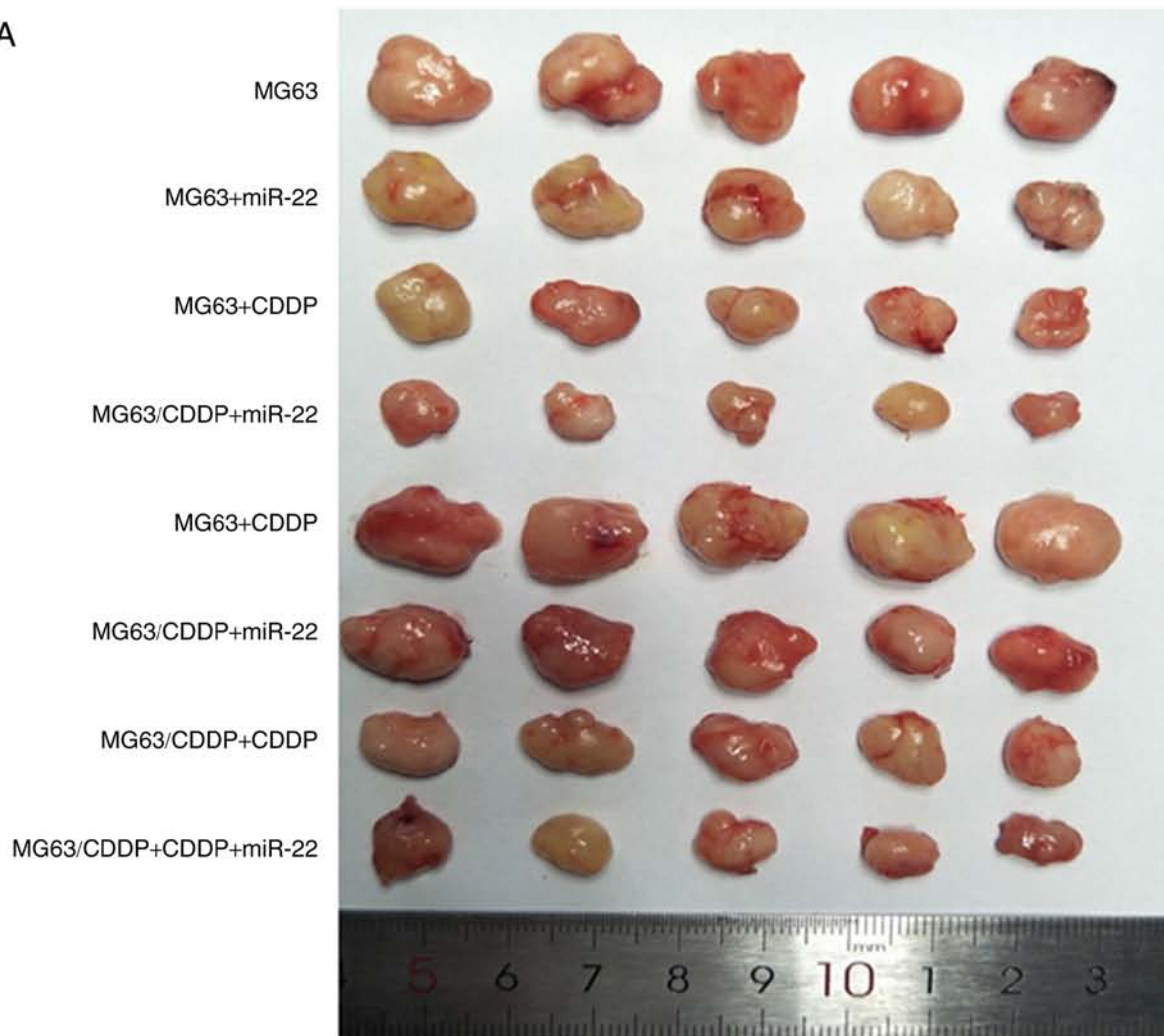 A
MG63
MG63+miR-22
MG63+CDDP
MG63/CDDP+miR-22
MG63+CDDP
MG63/CDDP+miR-22
MG63/CDDP+CDDP
MG63/CDDP+CDDP+miR-22
mm
5 6 7 8 9 10 1 2 3